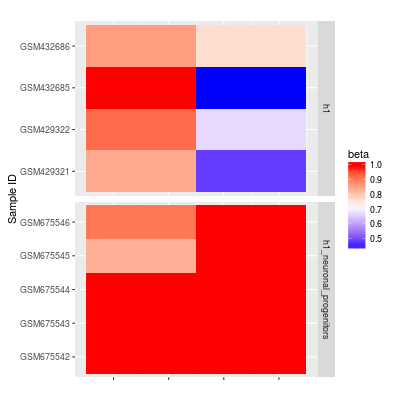 Sample ID
GSM432686
GSM432685
GSM429322
GSM429321
h1
GSM675546
GSM675545
GSM675544
GSM675543
GSM675542
h1_neuronal_progenitors
beta
1.0
0.9
0.8
0.7
0.6
0.5